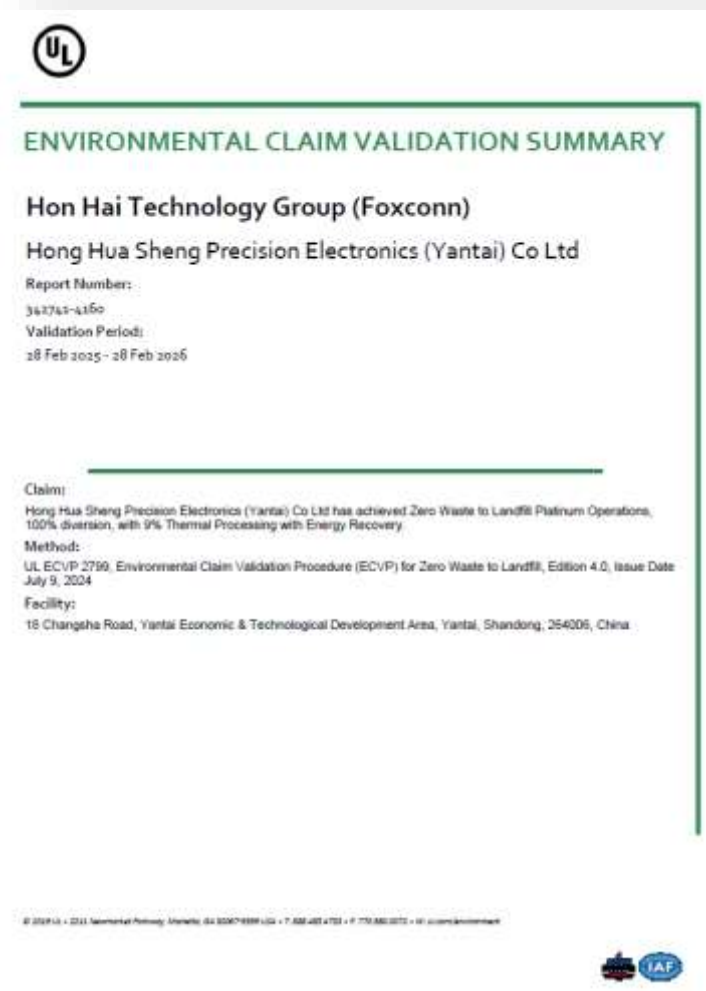 UL
ENVIRONMENTAL CLAIM VALIDATION SUMMARY
Hon Hai Technology Group (Foxconn)
Hong Hua Sheng Precision Electronics (Yantai) Co Ltd
Report Number:
342741-4160
Validation Period:
28 Feb 2025 - 28 Feb 2026
Claim:
Hong Hua Sheng Precision Electronics (Yantai) Co Ltd has achieved Zero Waste to Landfill Platinum Operations,
100% diversion, with 9% Thermal Processing with Energy Recovery
Method:
UL ECVP 2799, Environmental Claim Validation Procedure (ECVP) for Zero Waste to Landfill, Edition 4.0, Issue Date
July 9, 2024
Facility:
18 Changsha Road, Yantai Economic & Technological Development Area, Yantai, Shandong, 264006, China
IAF